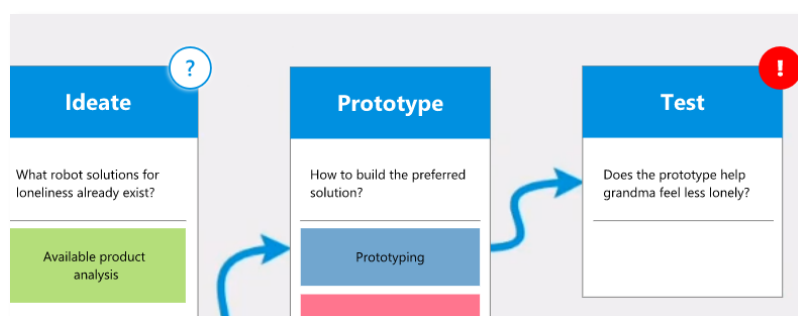 ?
!
Ideate
Prototype
Test
What robot solutions for
loneliness already exist?
How to build the preferred
solution?
Does the prototype help
grandma feel less lonely?
Available product
analysis
Prototyping